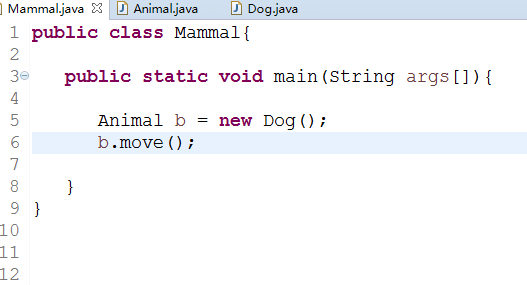 Mammal.java Animal.java Dog.java
1 public class Mammal{
2
3 public static void main(String args[]){
4
5 Animal b = new Dog();
6 b.move();
7
8 }
9 }
10
11
12